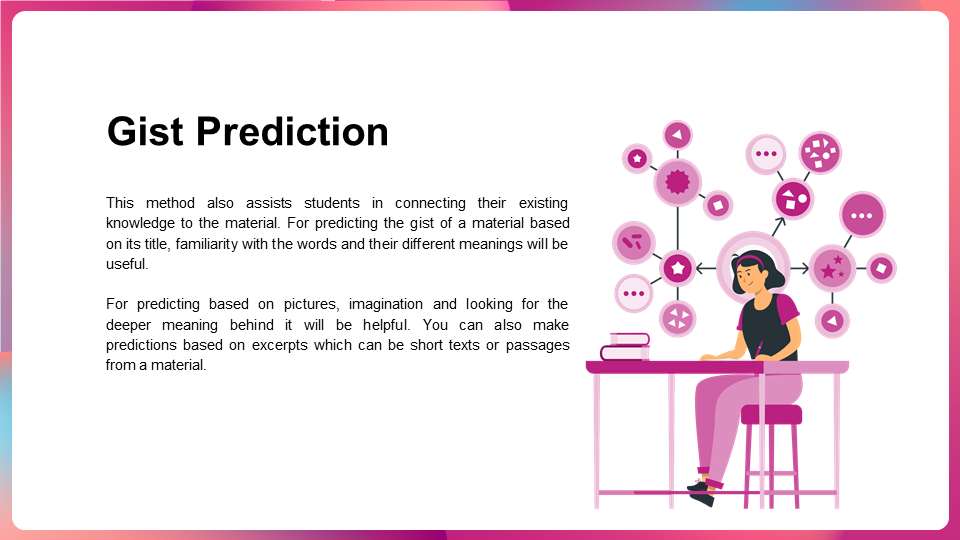 Gist Prediction
This method also assists students in connecting their existing
knowledge to the material. For predicting the gist of a material based
on its title, familiarity with the words and their different meanings will be
useful.
For predicting based on pictures, imagination and looking for the
deeper meaning behind it will be helpful. You can also make
predictions based on excerpts which can be short texts or passages
from a material.